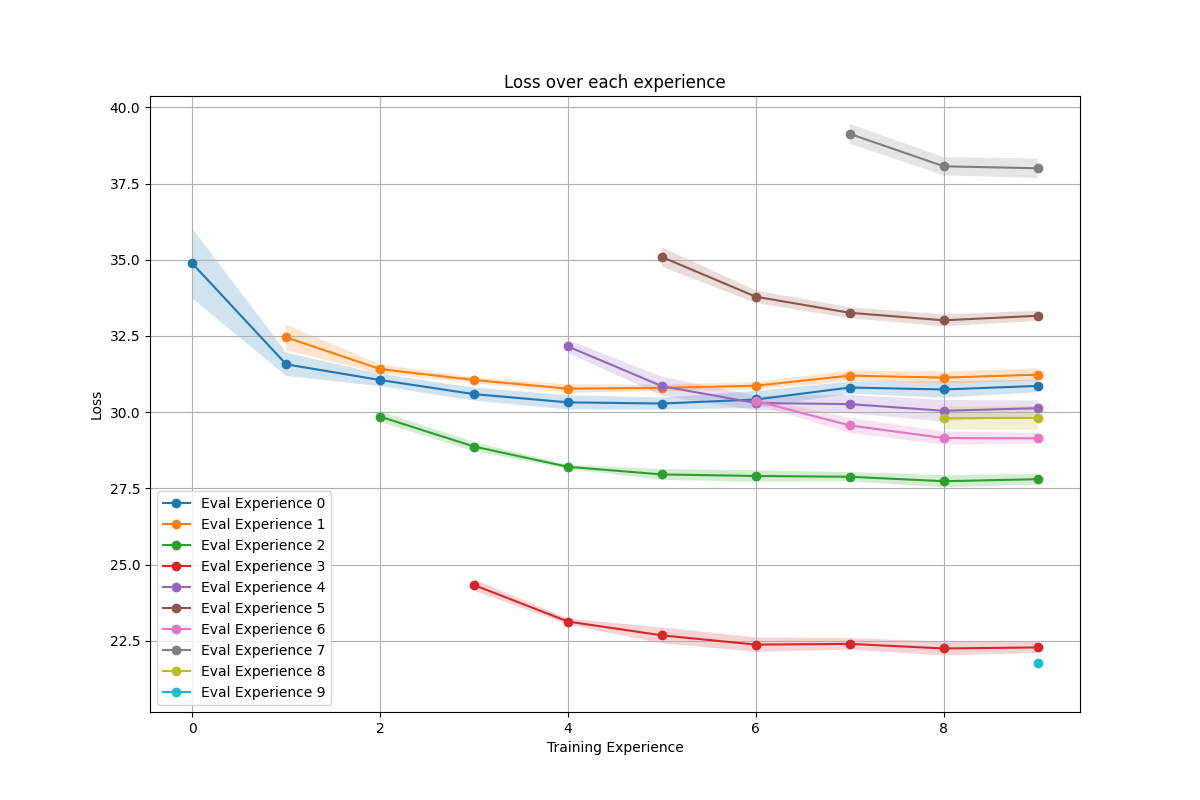 Loss over each experience
40.0
37.5
35.0
32.5
30.0
27.5
25.0
22.5
Loss
Eval Experience 0
Eval Experience 1
Eval Experience 2
Eval Experience 3
Eval Experience 4
Eval Experience 5
Eval Experience 6
Eval Experience 7
Eval Experience 8
Eval Experience 9
0 2 4 6 8
Training Experience